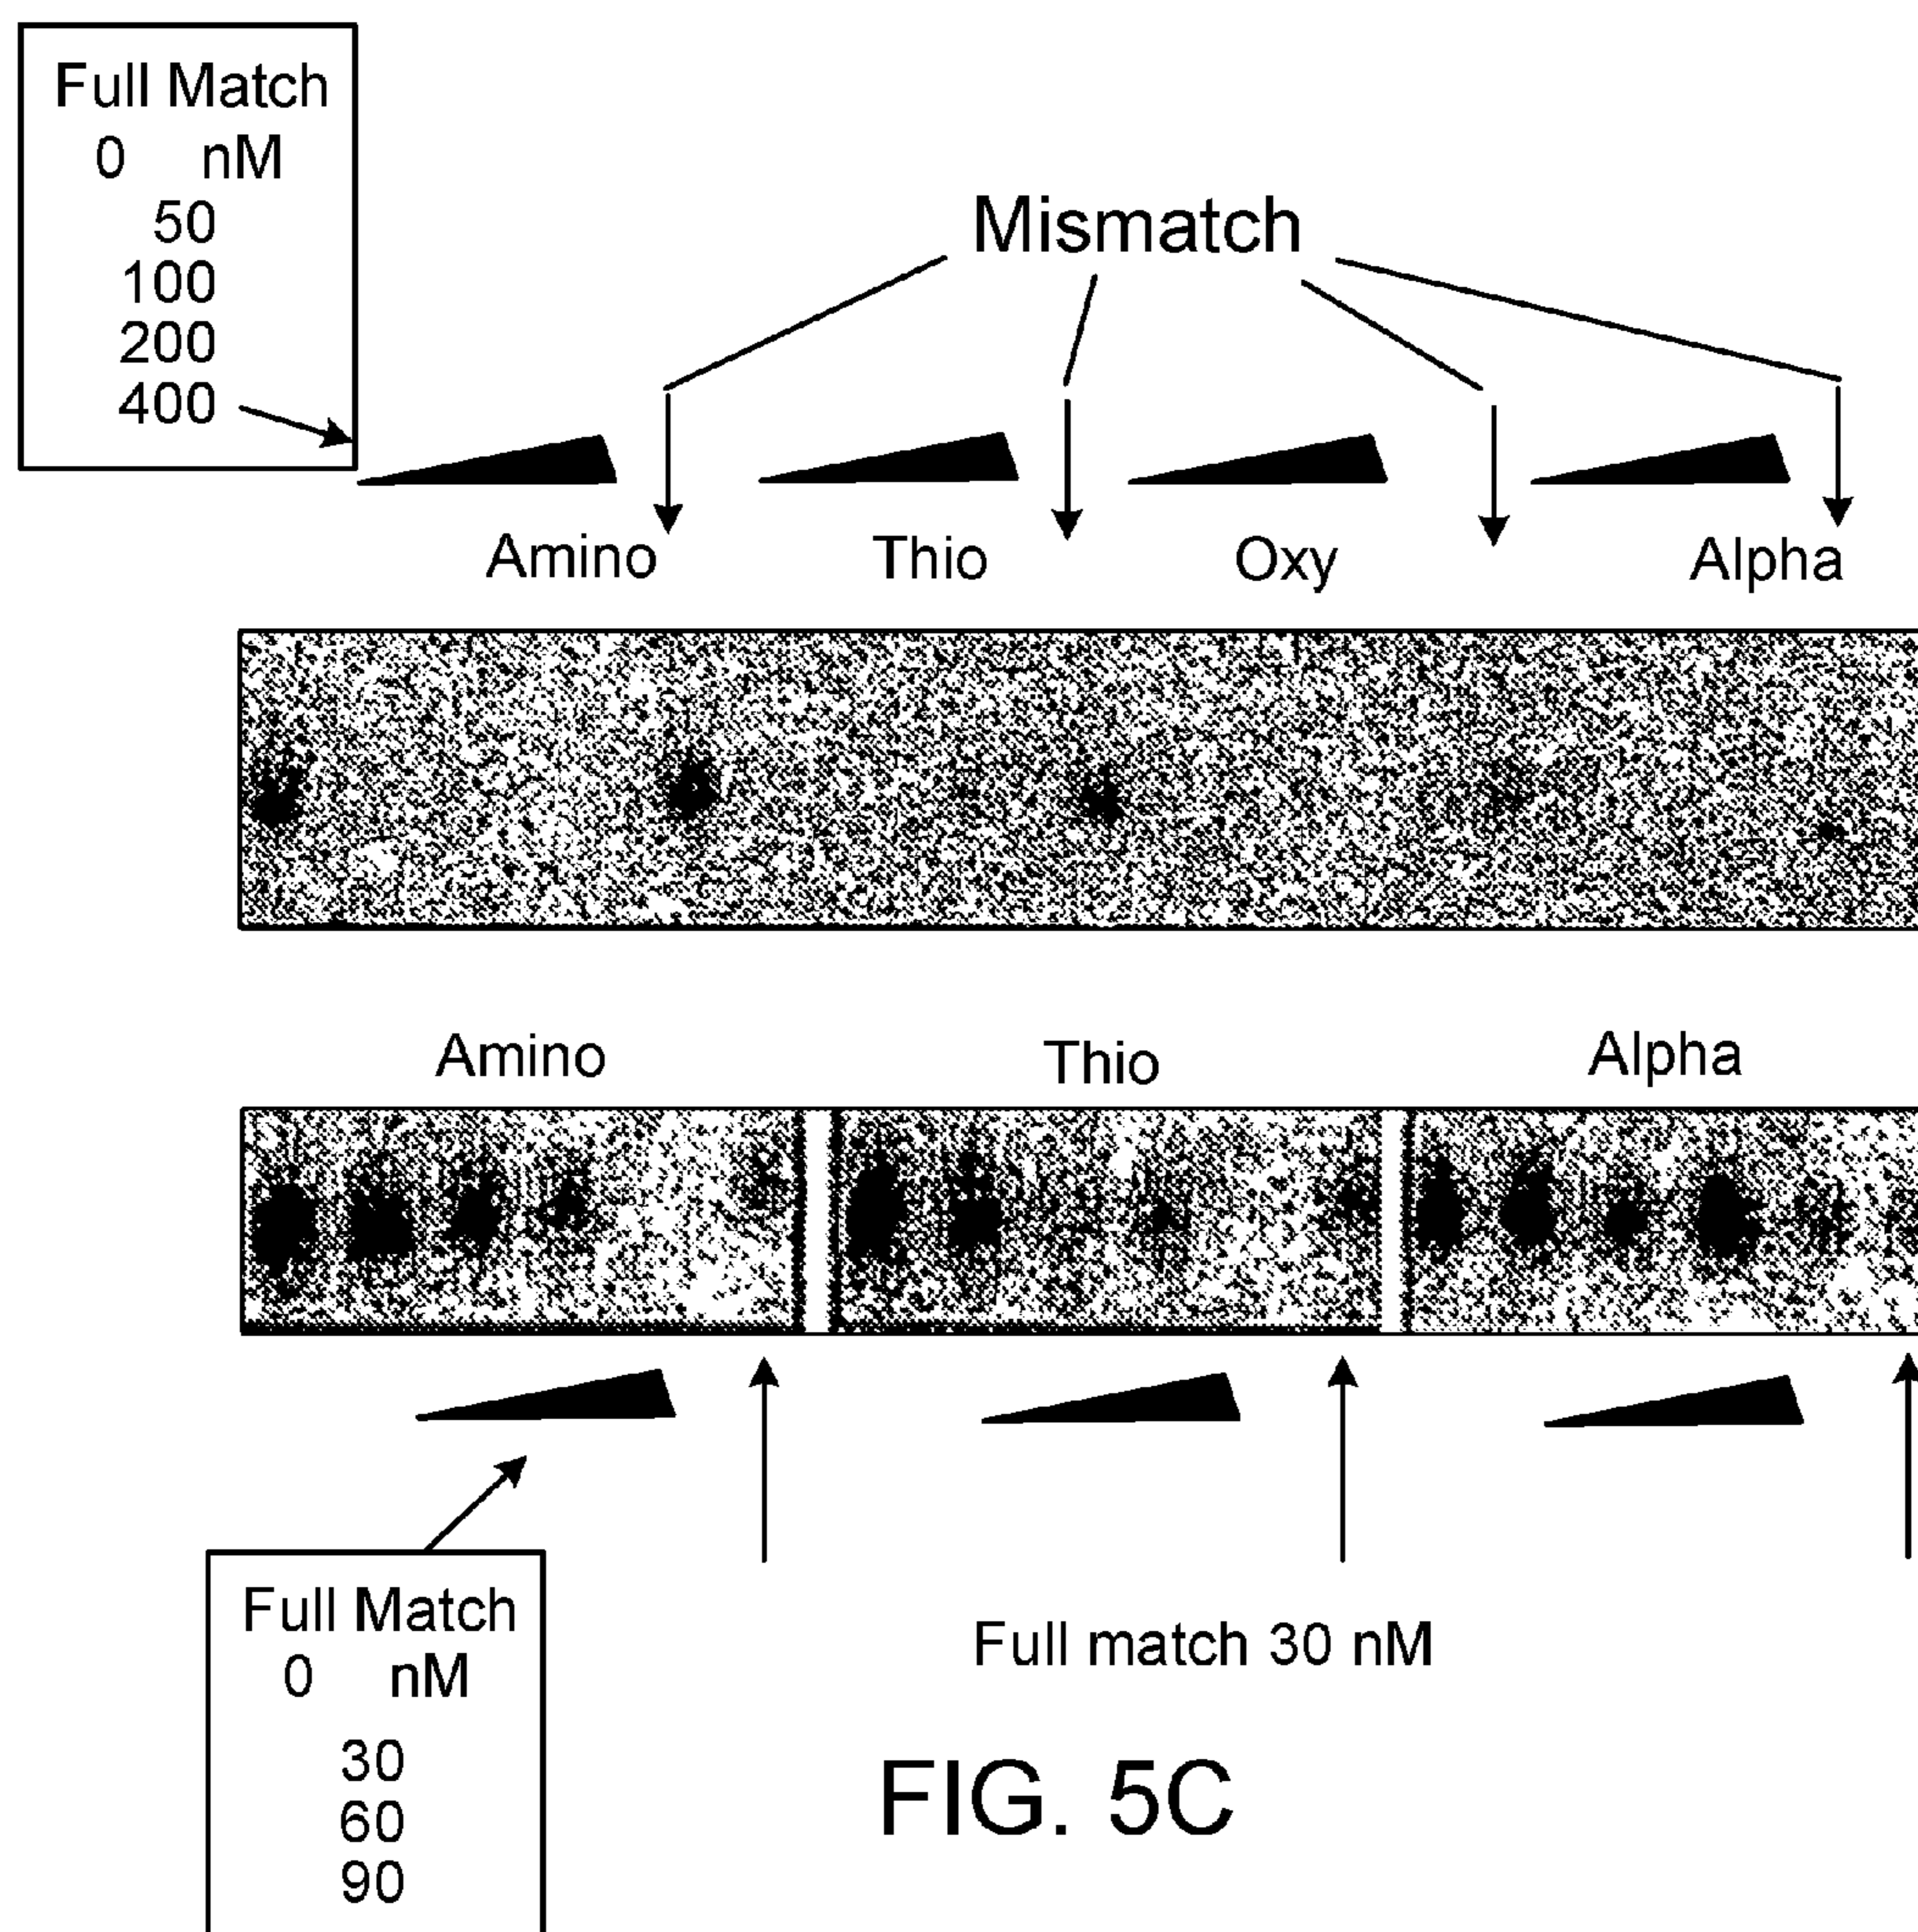 Full Match
0 nM
50
100
200
400
Mismatch
Amino Thio Oxy Alpha
Amino Thio Alpha
Full Match
0 nM
30
60
90
Full match 30 nM
FIG. 5C